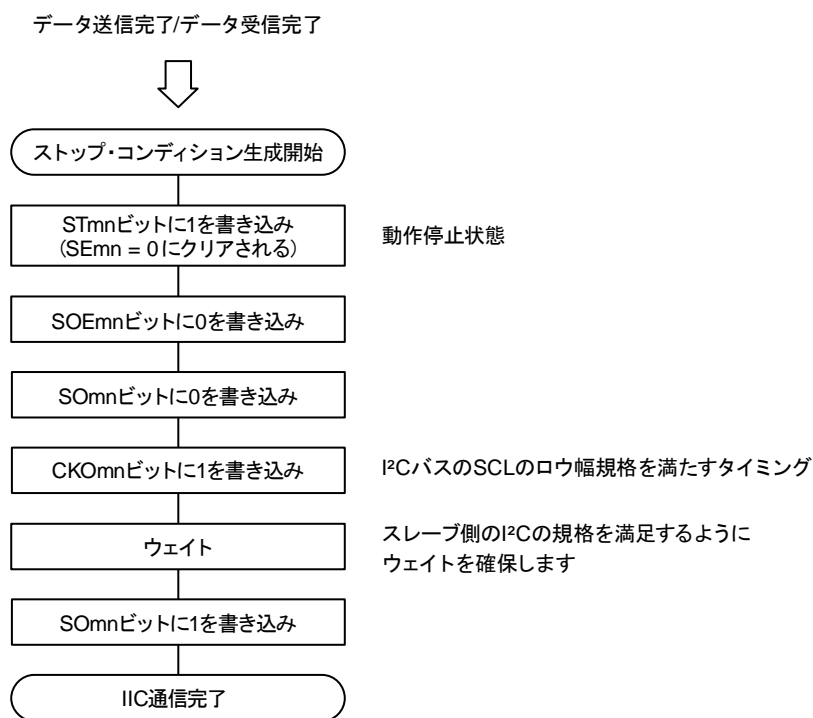 データ送信完了/データ受信完了
ストップ・コンディション生成開始
STmnビットに1を書き込み
(SEmn = 0にクリアされる)
動作停止状態
SOEmnビットに0を書き込み
SOmnビットに0を書き込み
CKOmnビットに1を書き込み
I²CバスのSCLのロウ幅規格を満たすタイミング
ウェイト
スレーブ側のI²Cの規格を満足するように
ウェイトを確保します
SOmnビットに1を書き込み
IIC通信完了